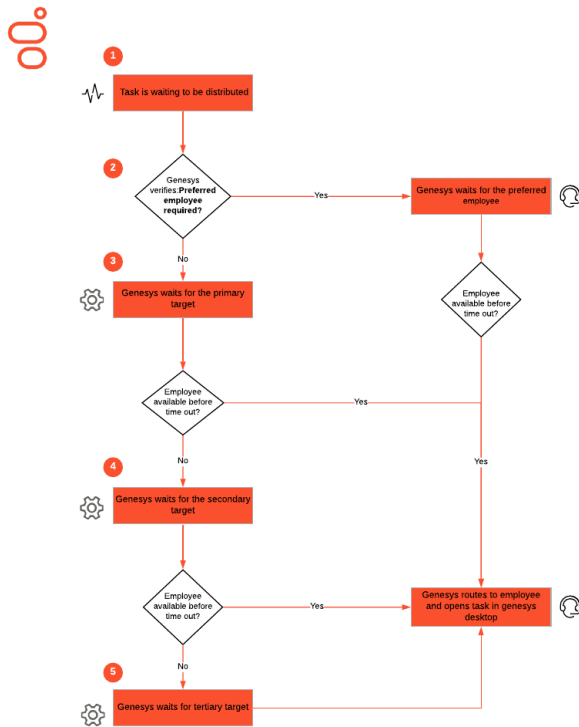 1
Task is waiting to be distributed
2
Genesys
verifies:Preferred
employee
required?
Yes
Genesys waits for the preferred
employee
No
3
Genesys waits for the primary
target
Employee
available before
time out?
Employee
available before
time out?
Yes
No
Yes
4
Genesys waits for the secondary
target
Employee
available before
time out?
Yes
Genesys routes to employee
and opens task in genesys
desktop
No
5
Genesys waits for tertiary target